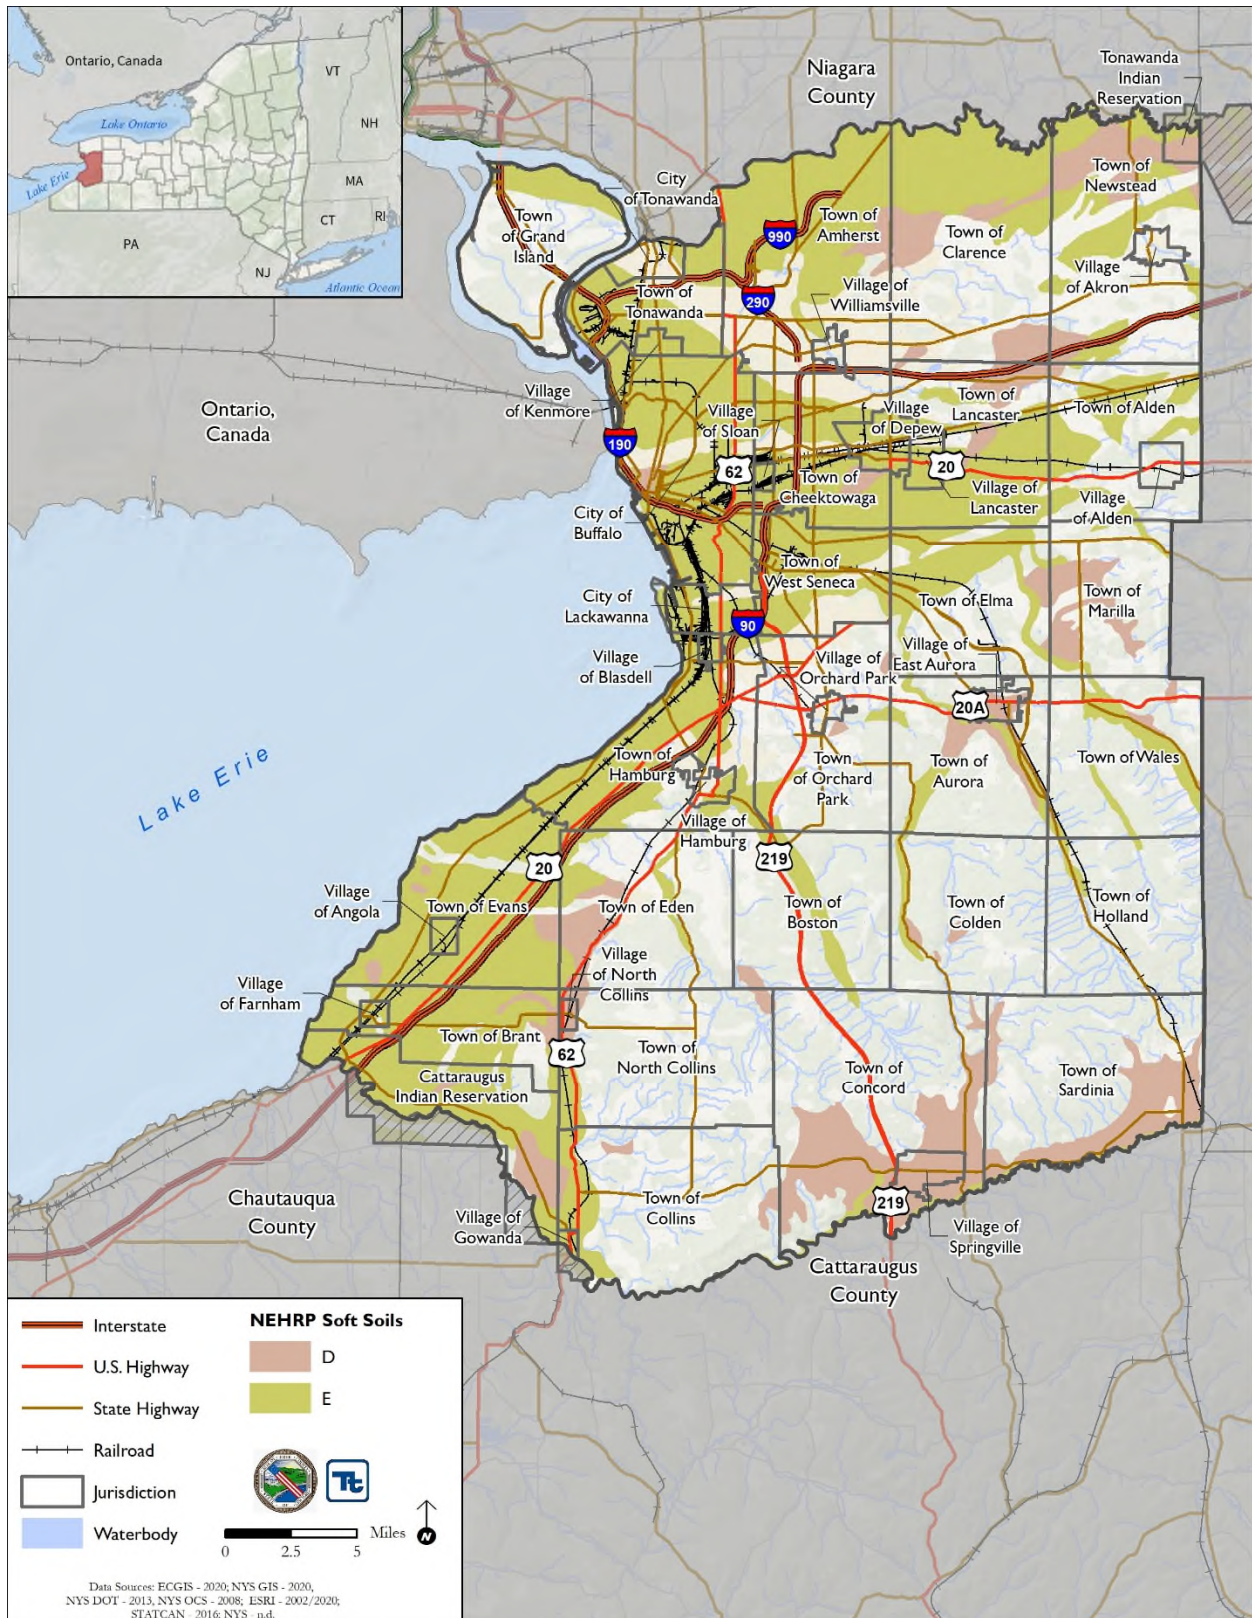 Ontario, Canada
VT
Lake Ontario
NH
Lake Erie
MA
CT
RI
PA
NJ
Atlantic Ocean
Niagara
County
Tonawanda
Indian
Reservation
City
of Tonawanda
Town of
Newstead
Town
of Grand
Island
990
Town of
Amherst
Town of
Clarence
Village
of Akron
Town of
Tonawanda
290
Village of
Williamsville
Village
of Kenmore
Ontario,
Canada
Village
of Sloan
Village
of Depew
Town of
Lancaster
Town of Alden
190
62
20
Town of
Cheektowaga
Village of
Lancaster
Village
of Alden
City of
Buffalo
Town of
West Seneca
City of
Lackawanna
Town of Elma
Town of
Marilla
90
Village
of Blasdell
Village of
Orchard Park
Village of
East Aurora
20A
Lake Erie
Town of
Hamburg
Town
of Orchard
Park
Town of
Aurora
Town of Wales
Village of
Hamburg
20
219
Village
of Angola
Town of Evans
Town of Eden
Town of
Boston
Town of
Colden
Town of
Holland
Village
of Farnham
Village
of North
Collins
Town of Brant
62
Town of
North Collins
Town of
Concord
Town of
Sardinia
Cattaraugus
Indian Reservation
Chautauqua
County
Village of
Gowanda
Town of
Collins
219
Village of
Springville
Cattaraugus
County
Interstate
U.S. Highway
State Highway
Railroad
Jurisdiction
Waterbody
NEHRP Soft Soils
D
E
Tt
N
Miles
0 2.5 5
Data Sources: ECGIS - 2020; NYS GIS - 2020,
NYS DOT - 2013, NYS OCS - 2008; ESRI - 2002/2020;
STATCAN - 2016; NYS - n.d.